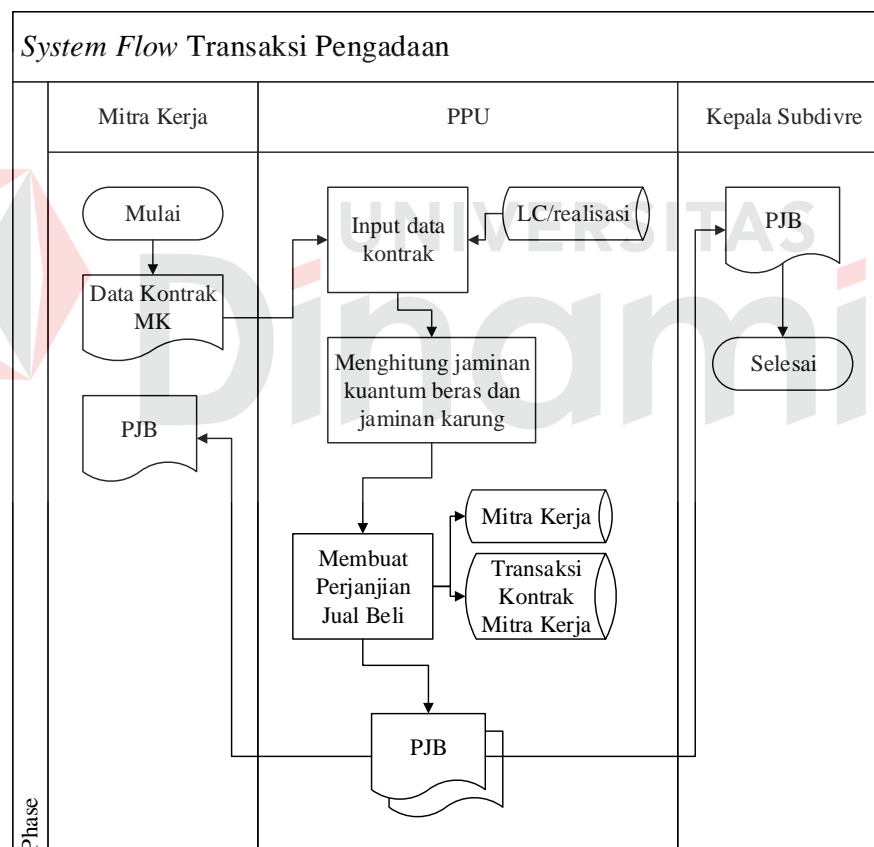 System Flow Transaksi Pengadaan
Mitra Kerja
PPU
Kepala Subdivre
Mulai
Data Kontrak
MK
PJB
Input data
kontrak
LC/realisasi
Menghitung jaminan
kuantum beras dan
jaminan karung
Membuat
Perjanjian
Jual Beli
Mitra Kerja
Transaksi
Kontrak
Mitra Kerja
PJB
PJB
Selesai
Phase
UNIVERSITAS
Dinami